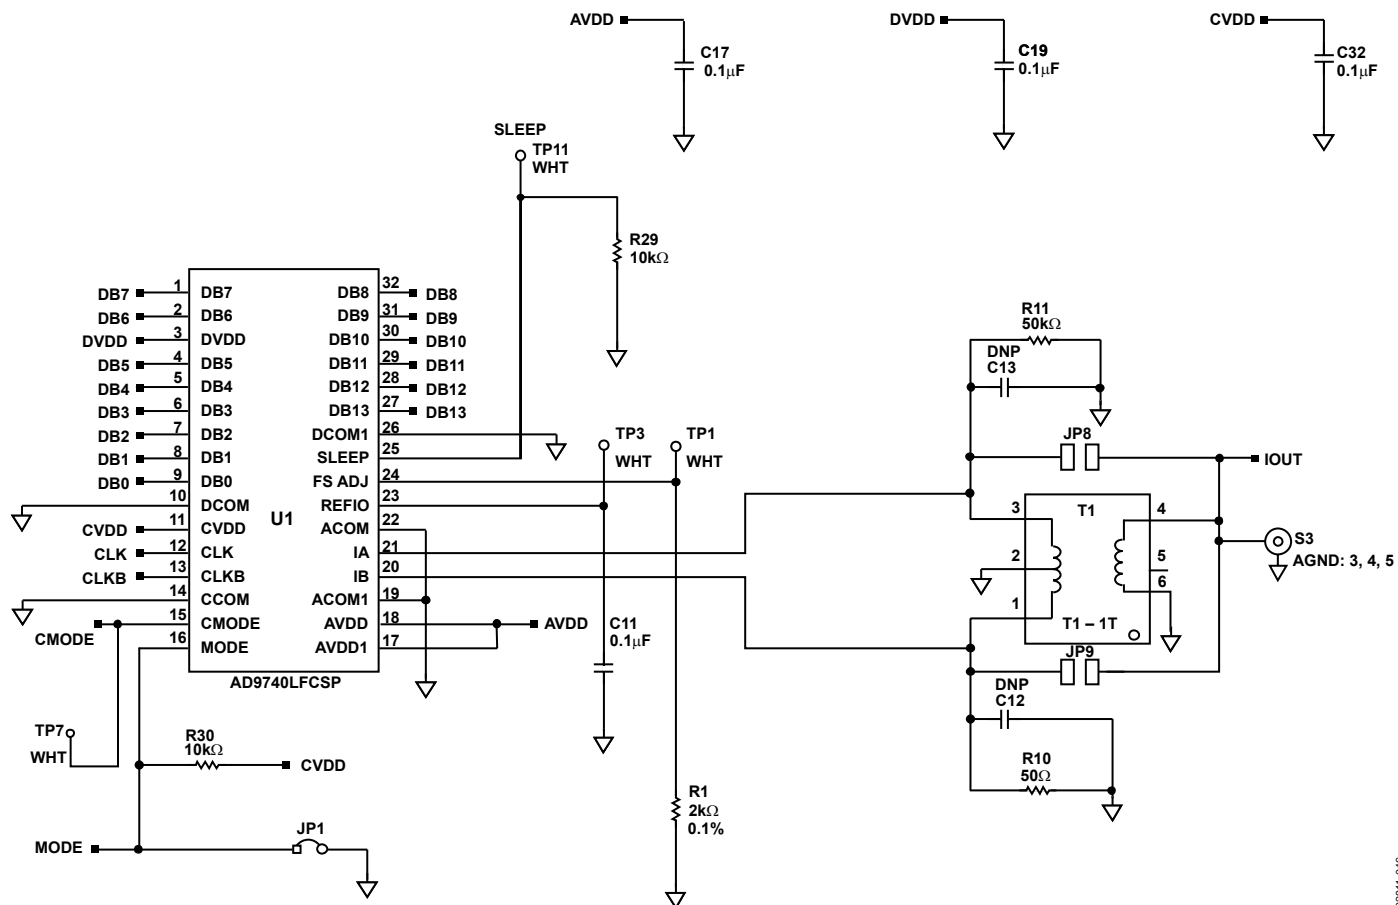 AVDD
C17
0.1µF
DVDD
C19
0.1µF
CVDD
C32
0.1µF
SLEEP
TP11
WHT
R29
10kΩ
DB7 1 DB7
DB6 2 DB6
DVDD 3 DVDD
DB5 4 DB5
DB4 5 DB4
DB3 6 DB3
DB2 7 DB2
DB1 8 DB1
DB0 9 DB0
10 DCOM
CVDD 11 CVDD
CLK 12 CLK
CLKB 13 CLKB
14 CCOM
CMODE 15 CMODE
16 MODE
U1
DB8 32 DB8
DB9 31 DB9
DB10 30 DB10
DB11 29 DB11
DB12 28 DB12
DB13 27 DB13
DCOM1 26
SLEEP 25
FS ADJ 24
REFIO 23
ACOM 22
IA 21
IB 20
ACOM1 19
AVDD 18 AVDD
AVDD1 17
AD9740LFCSP
TP3
WHT
TP1
WHT
C11
0.1µF
R1
2kΩ
0.1%
TP7
WHT
R30
10kΩ
CVDD
MODE
JP1
R11
50kΩ
DNP
C13
JP8
IOUT
3 T1 4
2 5
6
1
T1 – 1T
S3
AGND: 3, 4, 5
JP9
DNP
C12
R10
50Ω